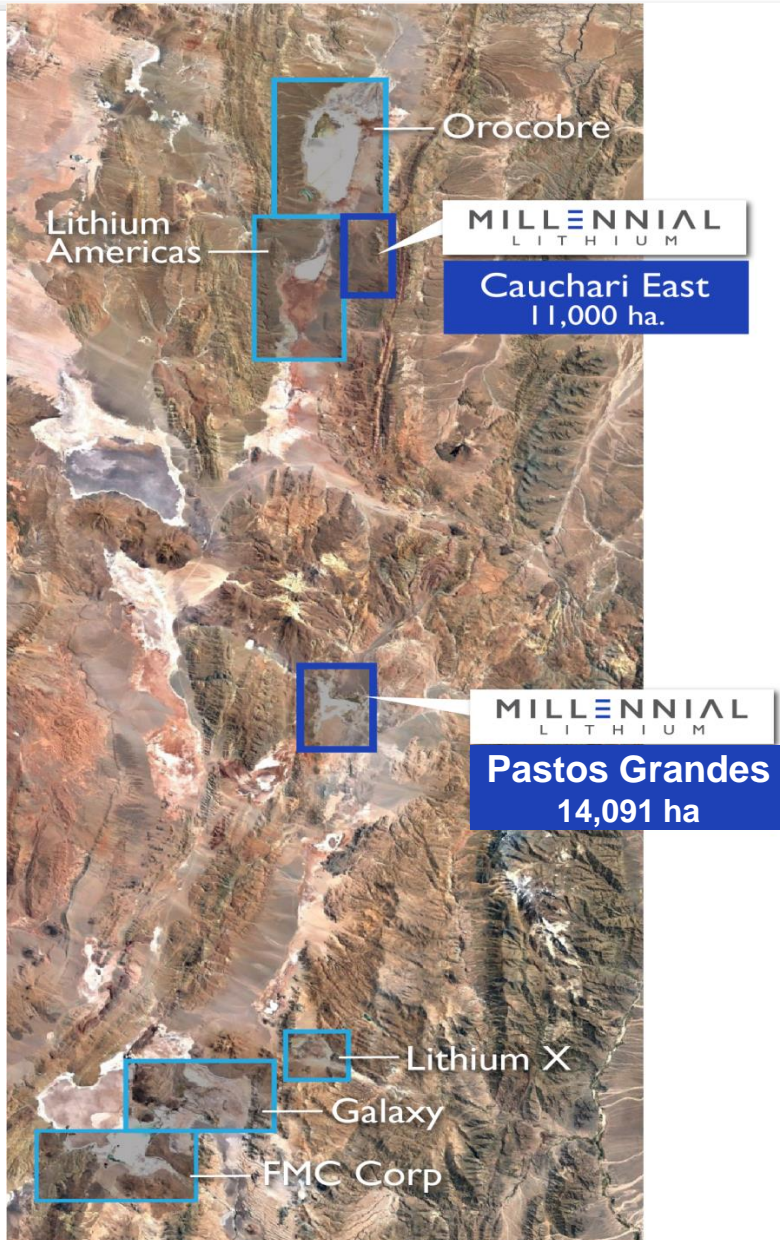 Orocobre
Lithium
Americas
MILLENNIAL
LITHIUM
Cauchari East
11,000 ha.
MILLENNIAL
LITHIUM
Pastos Grandes
14,091 ha
Lithium X
Galaxy
FMC Corp